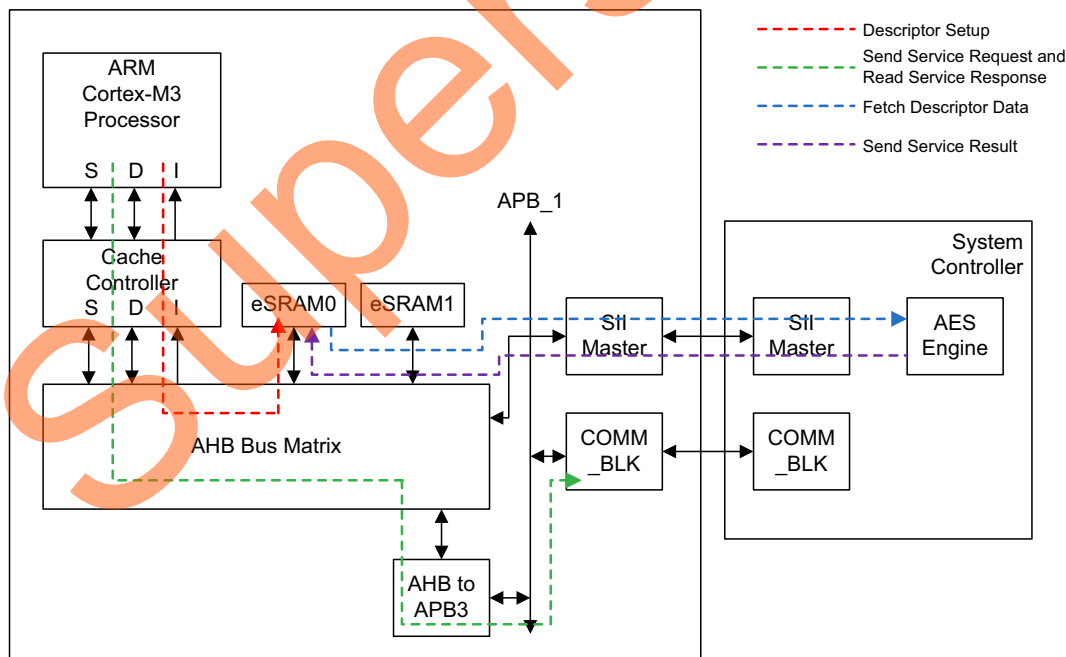 Descriptor Setup
Send Service Request and
Read Service Response
Fetch Descriptor Data
Send Service Result
ARM
Cortex-M3
Processor
S D I
Cache
Controller
S D I
eSRAM0
eSRAM1
APB_1
AHB Bus Matrix
AHB to
APB3
SII
Master
COMM
_BLK
System
Controller
SII
Master
AES
Engine
COMM
_BLK
Supers